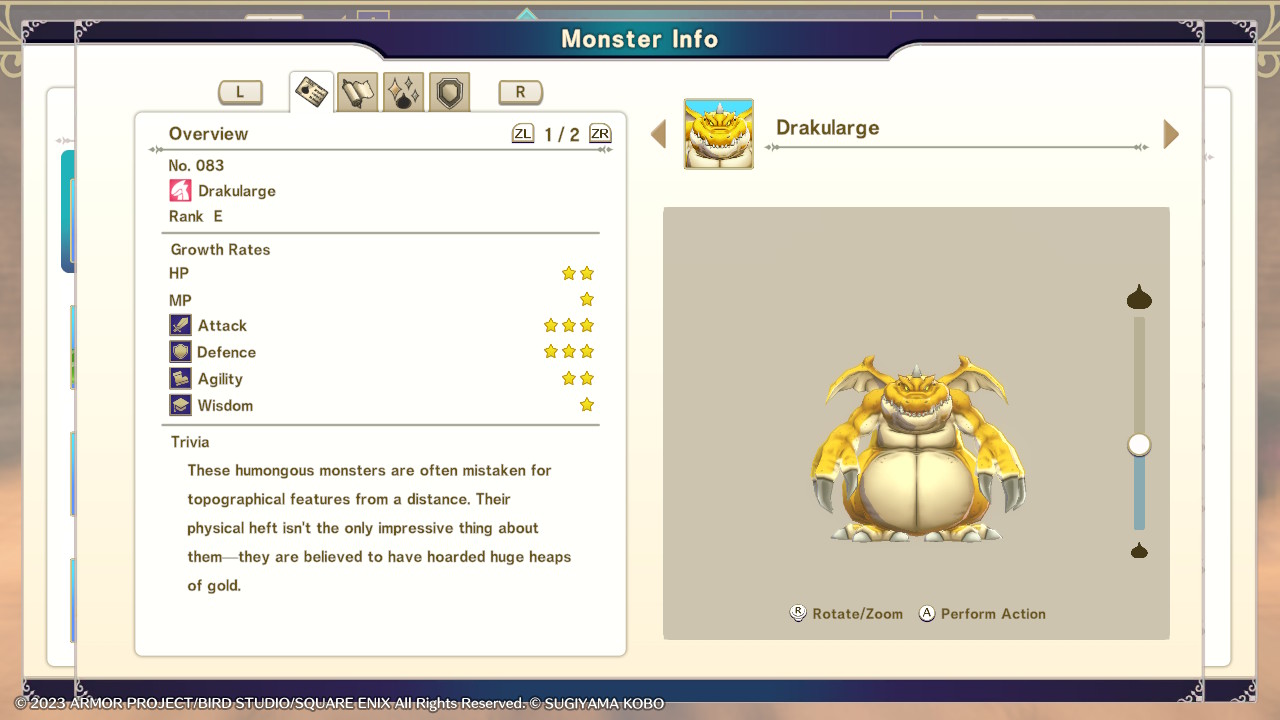 Monster Info
L
R
Overview
ZL 1 / 2 ZR
No. 083
Drakularge
Rank E
Growth Rates
HP
MP
Attack
Defence
Agility
Wisdom
Trivia
These humongous monsters are often mistaken for
topographical features from a distance. Their
physical heft isn't the only impressive thing about
them—they are believed to have hoarded huge heaps
of gold.
Drakularge
R Rotate/Zoom A Perform Action
© 2023 ARMOR PROJECT/BIRD STUDIO/SQUARE ENIX All Rights Reserved. © SUGIYAMA KOBO